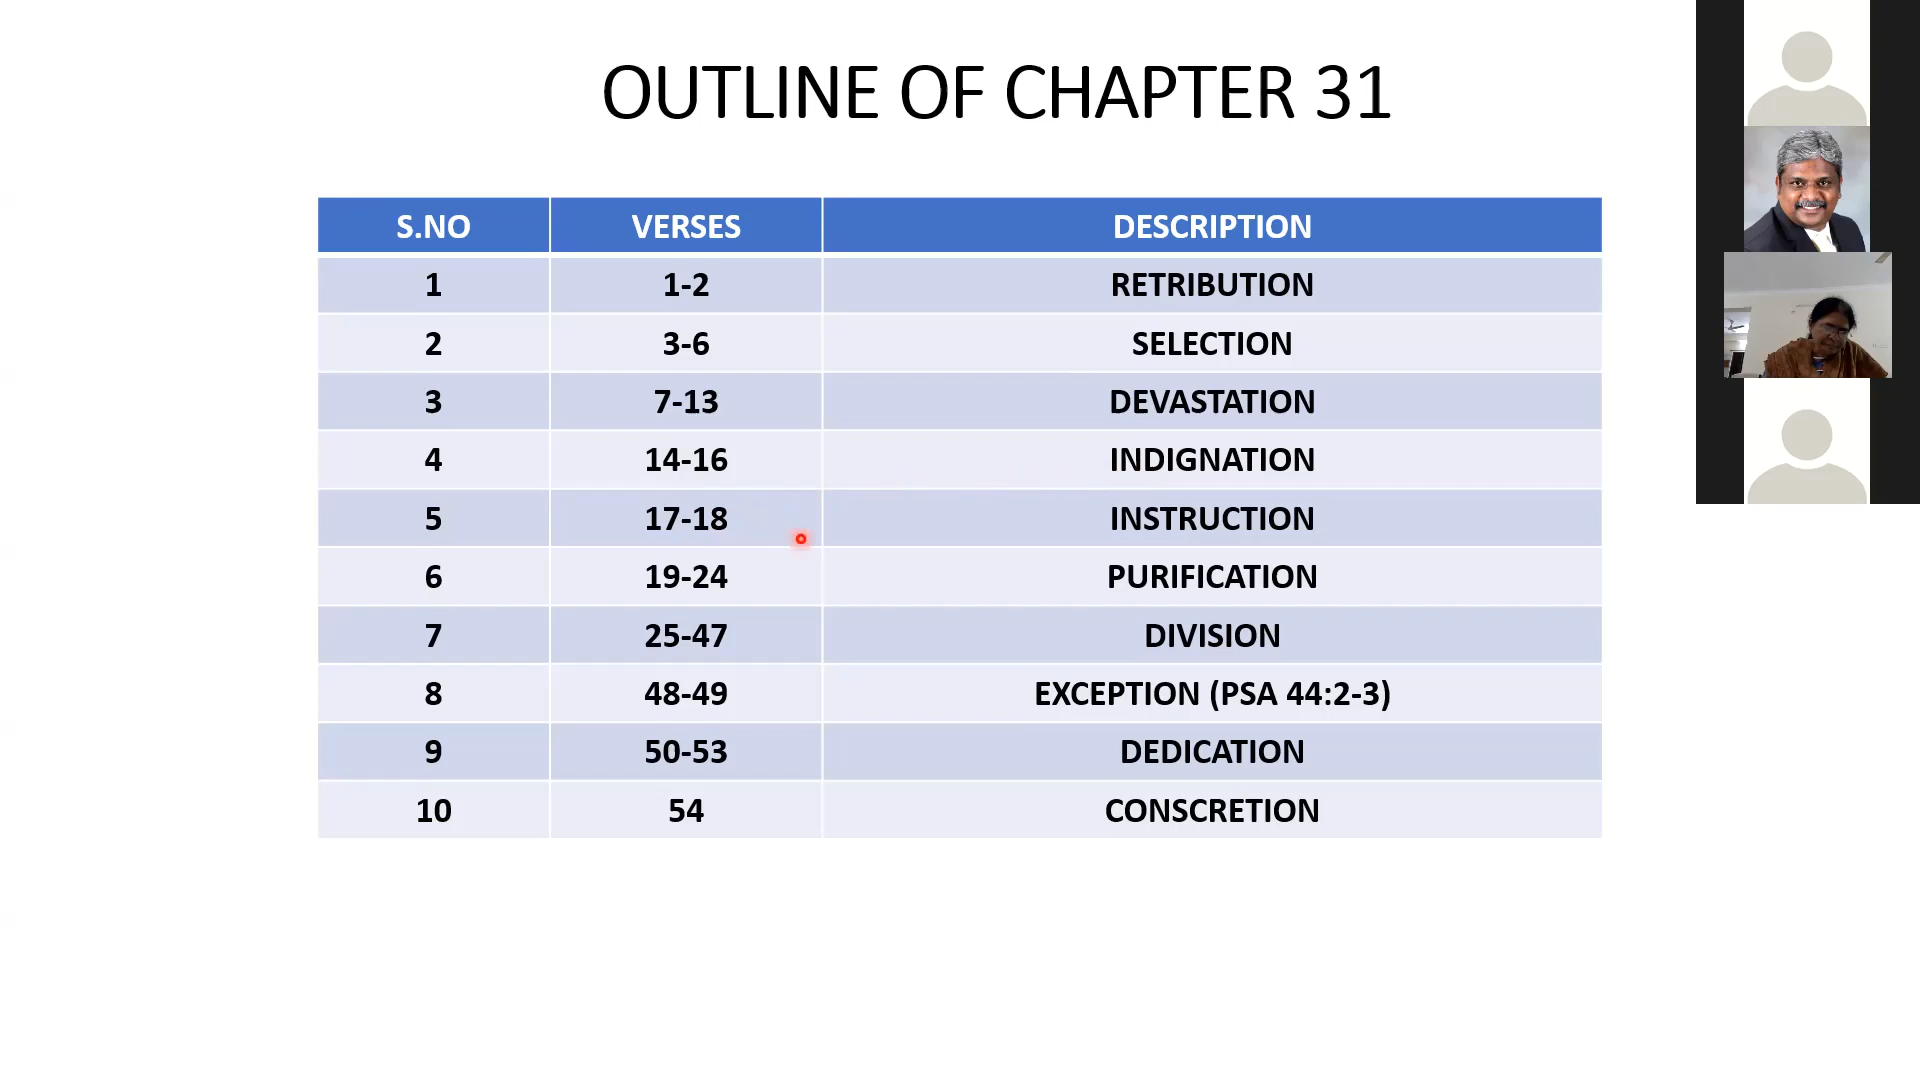 OUTLINE OF CHAPTER 31
S.NO VERSES DESCRIPTION
1 1-2 RETRIBUTION
2 3-6 SELECTION
3 7-13 DEVASTATION
4 14-16 INDIGNATION
5 17-18 INSTRUCTION
6 19-24 PURIFICATION
7 25-47 DIVISION
8 48-49 EXCEPTION (PSA 44:2-3)
9 50-53 DEDICATION
10 54 CONSCRETION